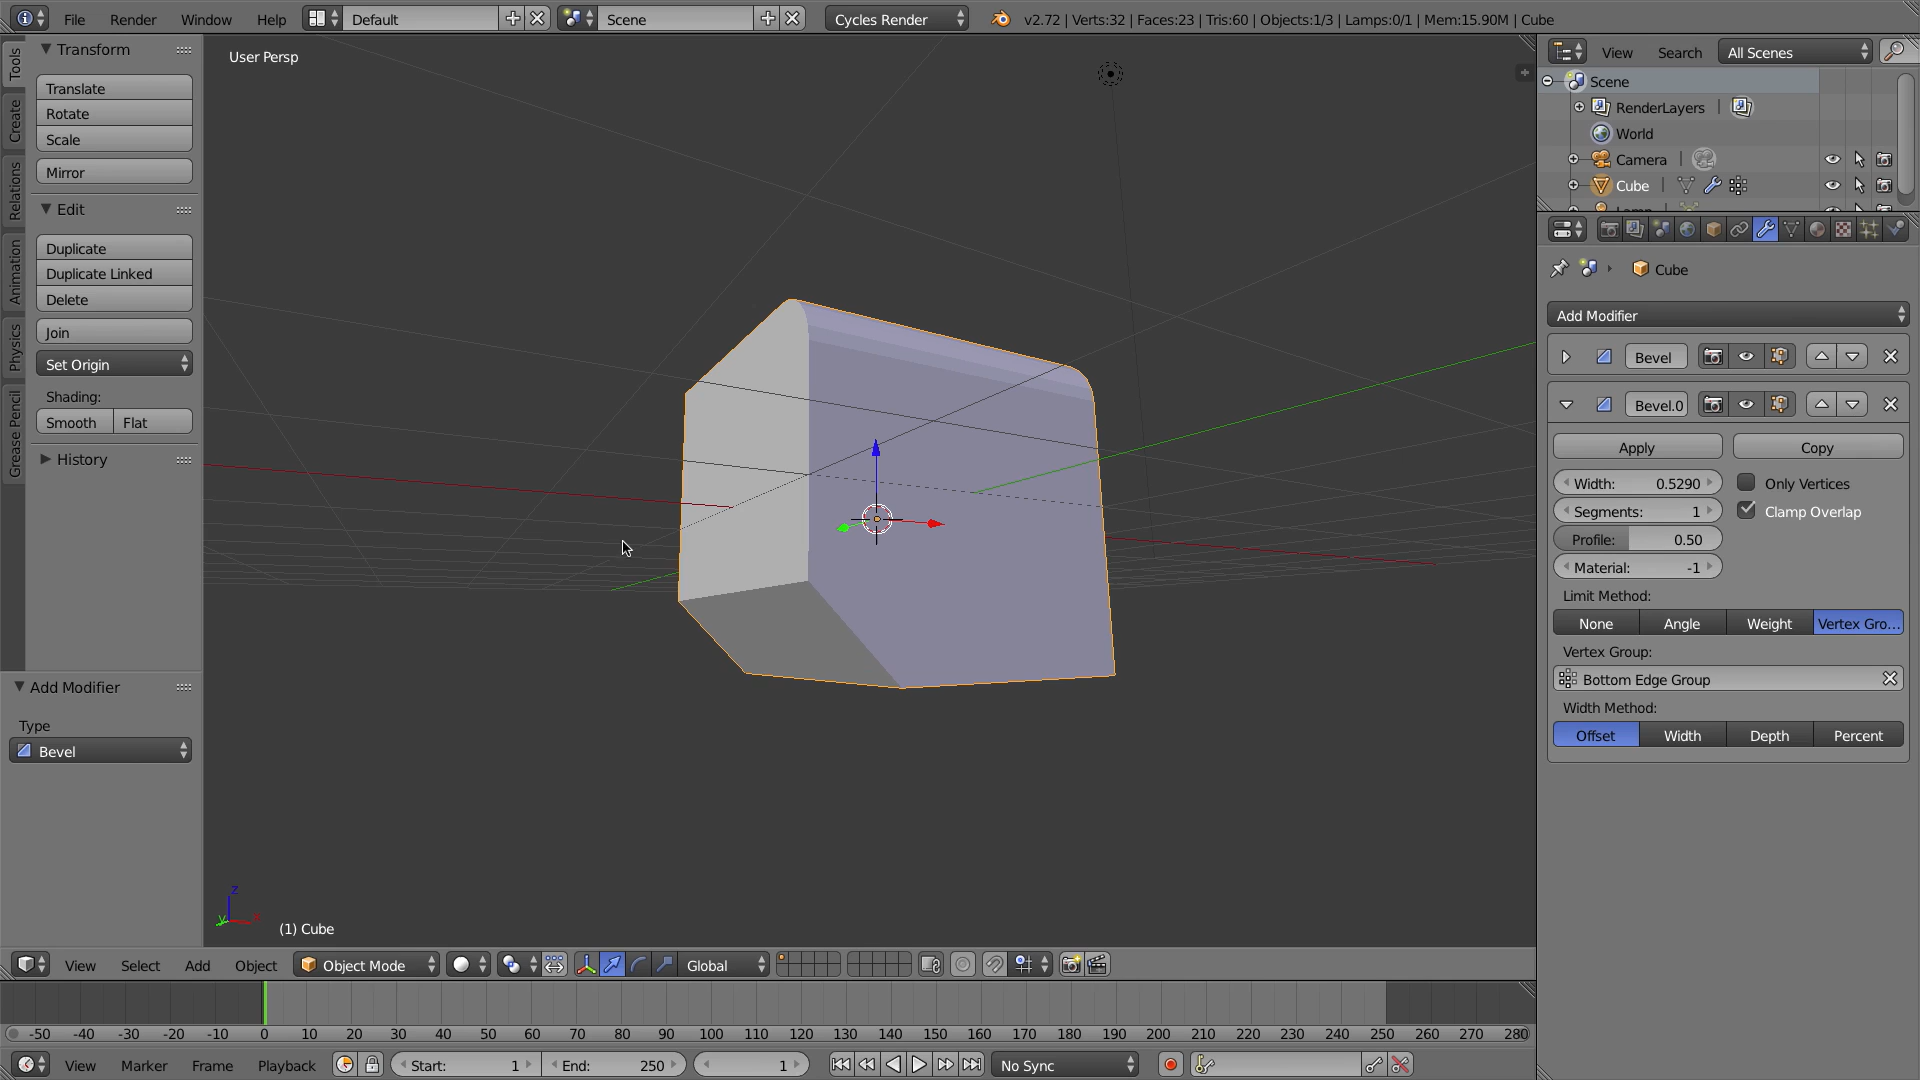 File Render Window Help Default Scene Cycles Render v2.72 | Verts:32 | Faces:23 | Tris:60 | Objects:1/3 | Lamps:0/1 | Mem:15.90M | Cube
Tools
Create
Relations
Animation
Physics
Grease Pencil
Transform
Translate
Rotate
Scale
Mirror
Edit
Duplicate
Duplicate Linked
Delete
Join
Set Origin
Shading:
Smooth Flat
History
Add Modifier
Type
Bevel
User Persp
z
y
x
(1) Cube
View Search All Scenes
Scene
RenderLayers |
World
Camera |
Cube |
Lamp
Cube
Add Modifier
Bevel
Bevel.0
Apply Copy
Width: 0.5290 Only Vertices
Segments: 1 Clamp Overlap
Profile: 0.50
Material: -1
Limit Method:
None Angle Weight Vertex Gro...
Vertex Group:
Bottom Edge Group
Width Method:
Offset Width Depth Percent
View Select Add Object Object Mode Global
-50 -40 -30 -20 -10 0 10 20 30 40 50 60 70 80 90 100 110 120 130 140 150 160 170 180 190 200 210 220 230 240 250 260 270 280
View Marker Frame Playback Start: 1 End: 250 1 No Sync